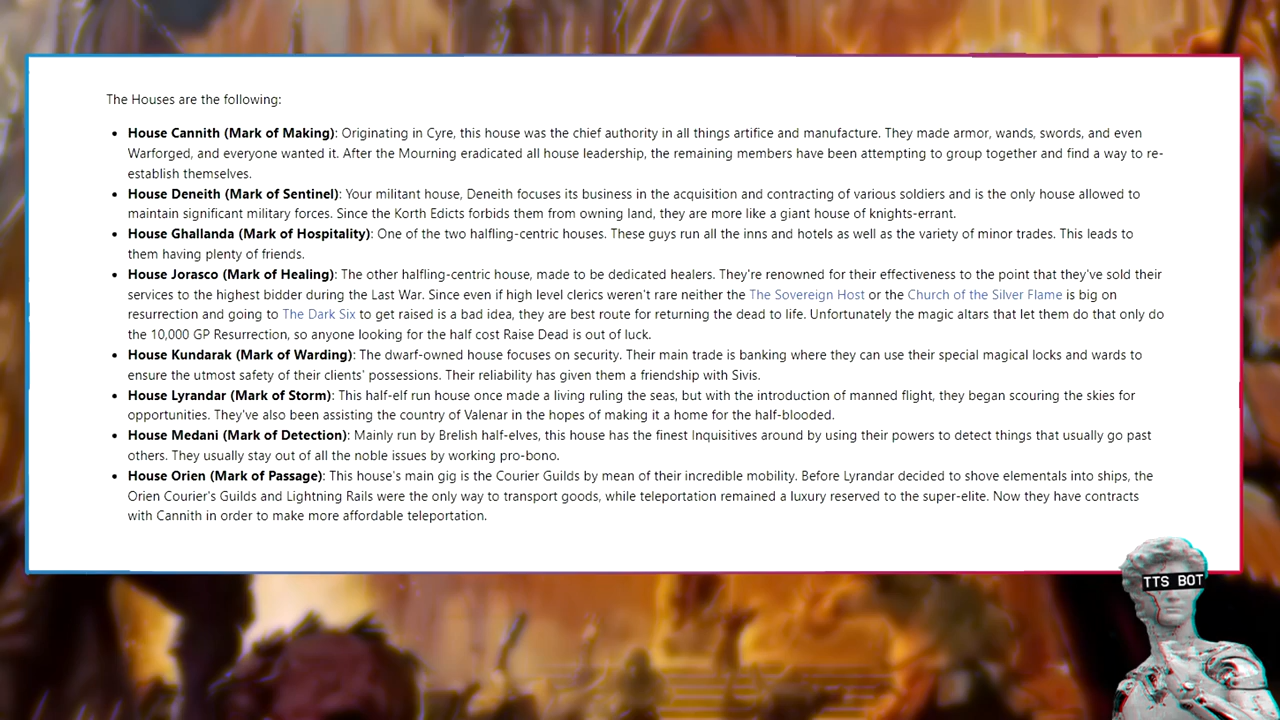 The Houses are the following:
• House Cannith (Mark of Making): Originating in Cyre, this house was the chief authority in all things artifice and manufacture. They made armor, wands, swords, and even
Warforged, and everyone wanted it. After the Mourning eradicated all house leadership, the remaining members have been attempting to group together and find a way to re-
establish themselves.
• House Deneith (Mark of Sentinel): Your militant house, Deneith focuses its business in the acquisition and contracting of various soldiers and is the only house allowed to
maintain significant military forces. Since the Korth Edicts forbids them from owning land, they are more like a giant house of knights-errant.
• House Ghallanda (Mark of Hospitality): One of the two halfling-centric houses. These guys run all the inns and hotels as well as the variety of minor trades. This leads to
them having plenty of friends.
• House Jorasco (Mark of Healing): The other halfling-centric house, made to be dedicated healers. They're renowned for their effectiveness to the point that they've sold their
services to the highest bidder during the Last War. Since even if high level clerics weren't rare neither the The Sovereign Host or the Church of the Silver Flame is big on
resurrection and going to The Dark Six to get raised is a bad idea, they are best route for returning the dead to life. Unfortunately the magic altars that let them do that only do
the 10,000 GP Resurrection, so anyone looking for the half cost Raise Dead is out of luck.
• House Kundarak (Mark of Warding): The dwarf-owned house focuses on security. Their main trade is banking where they can use their special magical locks and wards to
ensure the utmost safety of their clients' possessions. Their reliability has given them a friendship with Sivis.
• House Lyrandar (Mark of Storm): This half-elf run house once made a living ruling the seas, but with the introduction of manned flight, they began scouring the skies for
opportunities. They've also been assisting the country of Valenar in the hopes of making it a home for the half-blooded.
• House Medani (Mark of Detection): Mainly run by Brelish half-elves, this house has the finest Inquisitives around by using their powers to detect things that usually go past
others. They usually stay out of all the noble issues by working pro-bono.
• House Orien (Mark of Passage): This house's main gig is the Courier Guilds by mean of their incredible mobility. Before Lyrandar decided to shove elementals into ships, the
Orien Courier's Guilds and Lightning Rails were the only way to transport goods, while teleportation remained a luxury reserved to the super-elite. Now they have contracts
with Cannith in order to make more affordable teleportation.
TTS BOT